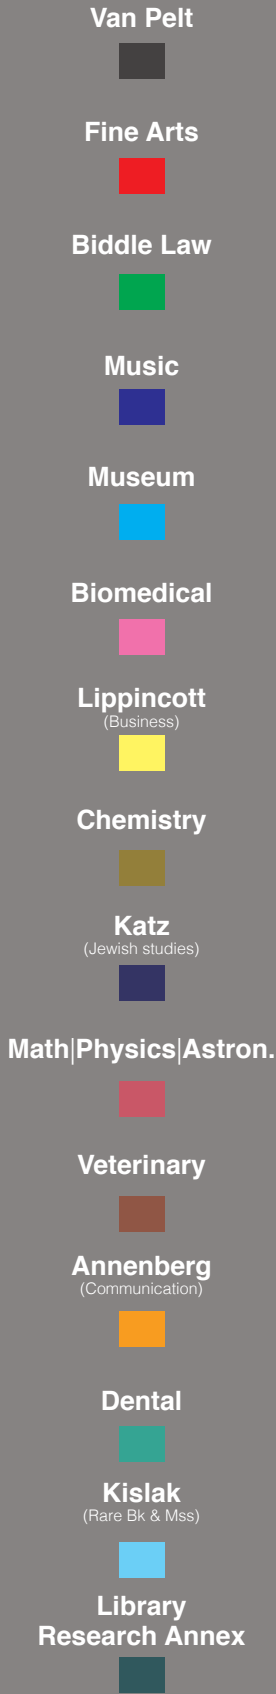 Van Pelt
Fine Arts
Biddle Law
Music
Museum
Biomedical
Lippincott
(Business)
Chemistry
Katz
(Jewish studies)
Math|Physics|Astron.
Veterinary
Annenberg
(Communication)
Dental
Kislak
(Rare Bk & Mss)
Library
Research Annex